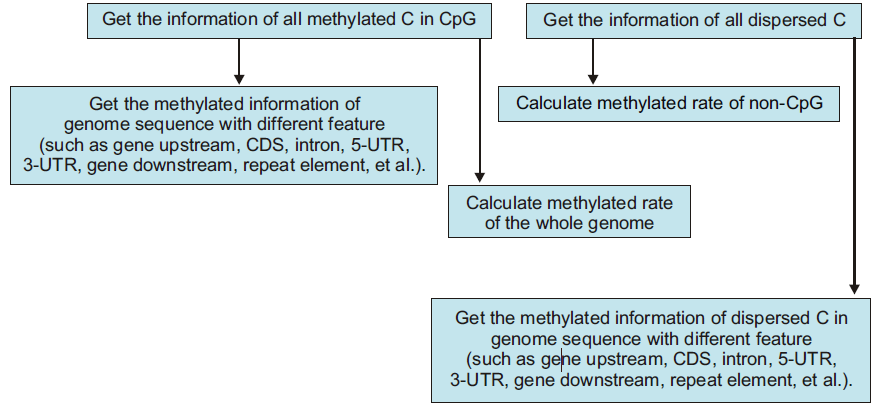 Get the information of all methylated C in CpG
Get the information of all dispersed C
Get the methylated information of
genome sequence with different feature
(such as gene upstream, CDS, intron, 5-UTR,
3-UTR, gene downstream, repeat element, et al.).
Calculate methylated rate of non-CpG
Calculate methylated rate
of the whole genome
Get the methylated information of dispersed C in
genome sequence with different feature
(such as gene upstream, CDS, intron, 5-UTR,
3-UTR, gene downstream, repeat element, et al.).